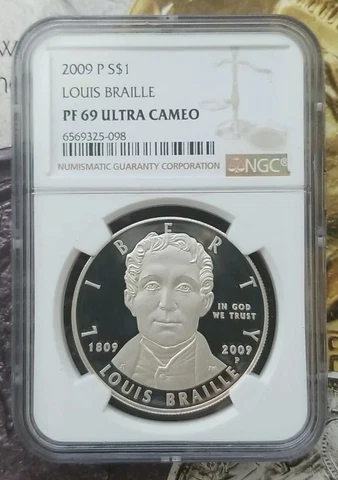 2009 P S$1
LOUIS BRAILLE
PF 69 ULTRA CAMEO
6569325-098
NUMISMATIC GUARANTY CORPORATION
NGC®
LIBERTY
IN GOD
WE TRUST
1809
2009
P
LOUIS BRAILLE